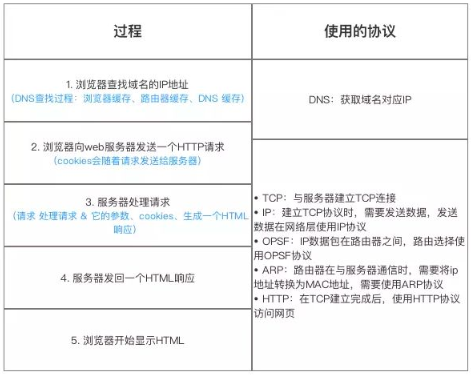 过程
使用的协议
1. 浏览器查找域名的IP地址
（DNS查找过程：浏览器缓存、路由器缓存、DNS 缓存）
DNS：获取域名对应IP
2. 浏览器向web服务器发送一个HTTP请求
（cookies会随着请求发送给服务器）
3. 服务器处理请求
（请求 处理请求 & 它的参数、cookies、生成一个HTML
响应）
4. 服务器发回一个HTML响应
5. 浏览器开始显示HTML
• TCP：与服务器建立TCP连接
• IP：建立TCP协议时，需要发送数据，发送
数据在网络层使用IP协议
• OPSF：IP数据包在路由器之间，路由选择使
用OPSF协议
• ARP：路由器在与服务器通信时，需要将ip
地址转换为MAC地址，需要使用ARP协议
• HTTP：在TCP建立完成后，使用HTTP协议
访问网页